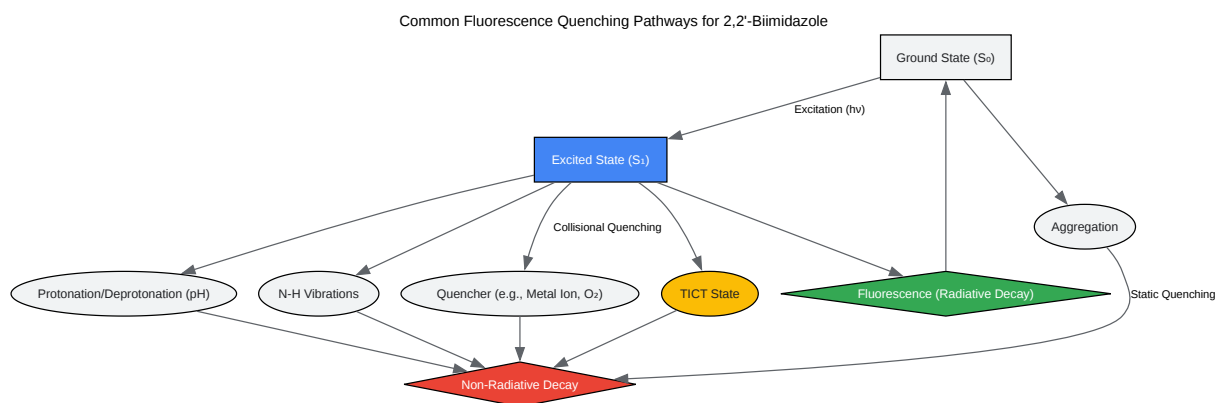 Common Fluorescence Quenching Pathways for 2,2'-Biimidazole
Ground State (S₀)
Excitation (hν)
Excited State (S₁)
Collisional Quenching
Aggregation
Protonation/Deprotonation (pH)
N-H Vibrations
Quencher (e.g., Metal Ion, O₂)
TICT State
Fluorescence (Radiative Decay)
Static Quenching
Non-Radiative Decay